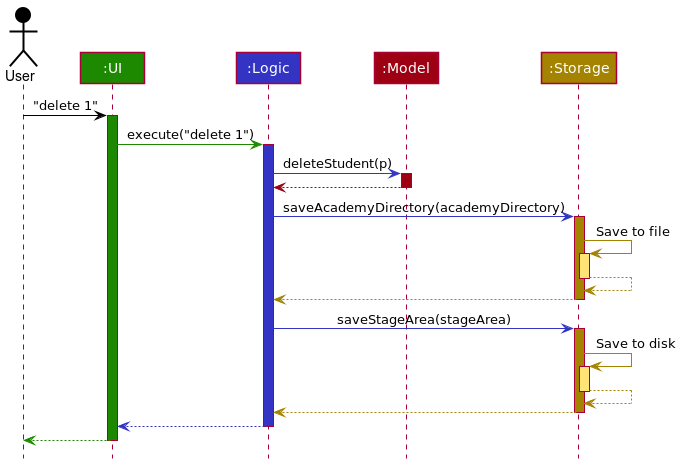 User
:UI
:Logic
:Model
:Storage
"delete 1"
execute("delete 1")
deleteStudent(p)
saveAcademyDirectory(academyDirectory)
Save to file
saveStageArea(stageArea)
Save to disk